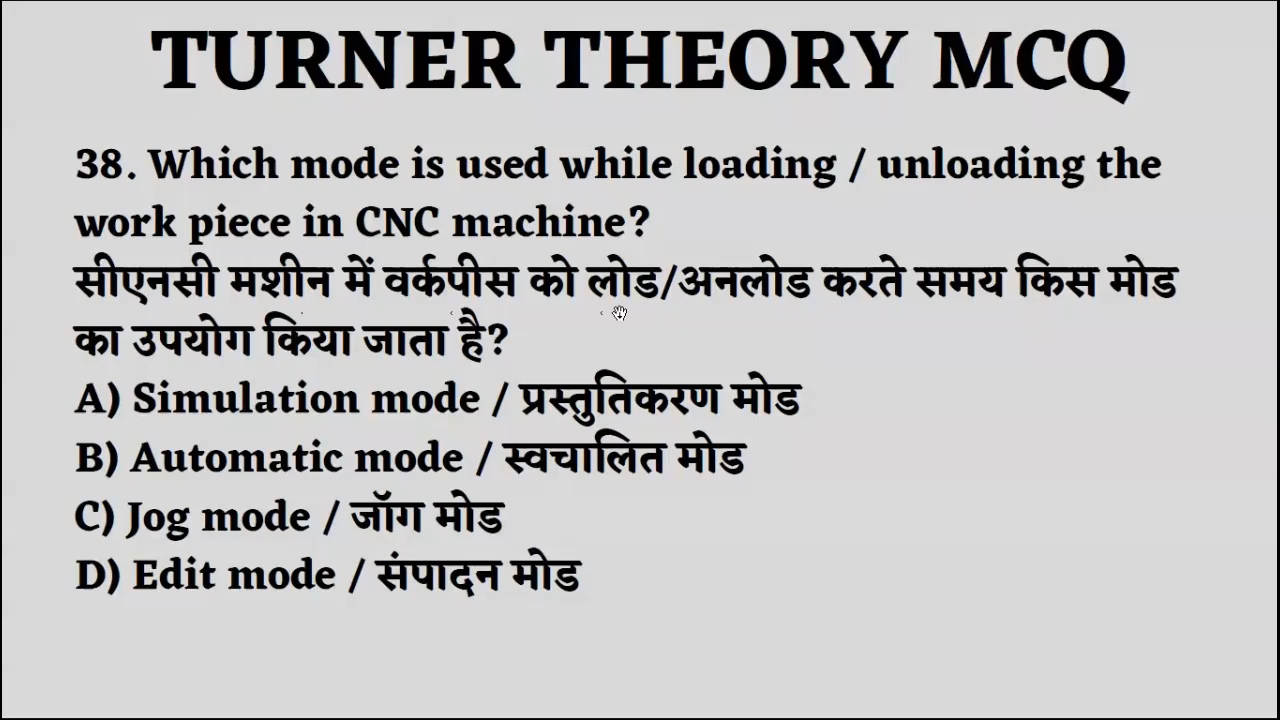 TURNER THEORY MCQ
38. Which mode is used while loading / unloading the
work piece in CNC machine?
सीएनसी मशीन में वर्कपीस को लोड/अनलोड करते समय किस मोड
का उपयोग किया जाता है?
A) Simulation mode / प्रस्तुतिकरण मोड
B) Automatic mode / स्वचालित मोड
C) Jog mode / जॉग मोड
D) Edit mode / संपादन मोड